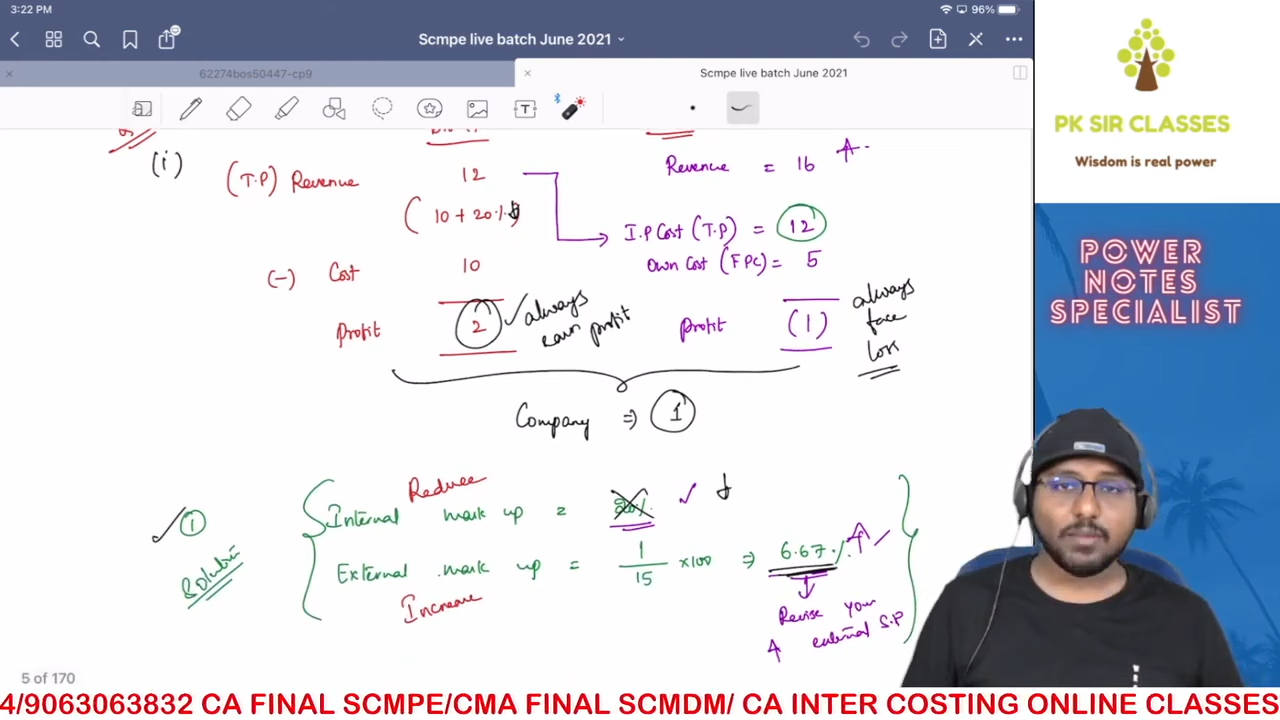 3:22 PM
96%
Scmpe live batch June 2021
62274bos50447-cp9
Scmpe live batch June 2021
PK SIR CLASSES
Wisdom is real power
POWER
NOTES
SPECIALIST
(i)
(T.P) Revenue 12
(10 + 20%)
(-) Cost 10
Profit 2 always
earn profit
Revenue = 16
I.P Cost (T.P) = 12
Own Cost (FPC) = 5
Profit (1)
always
face
loss
Company ⇒ 1
① Solution
Reduce
Internal mark up = 20%
External mark up = 1/15 ×100 ⇒ 6.67%
Increase
Revise your
external S.P
5 of 170
4/9063063832 CA FINAL SCMPE/CMA FINAL SCMDM/ CA INTER COSTING ONLINE CLASSES